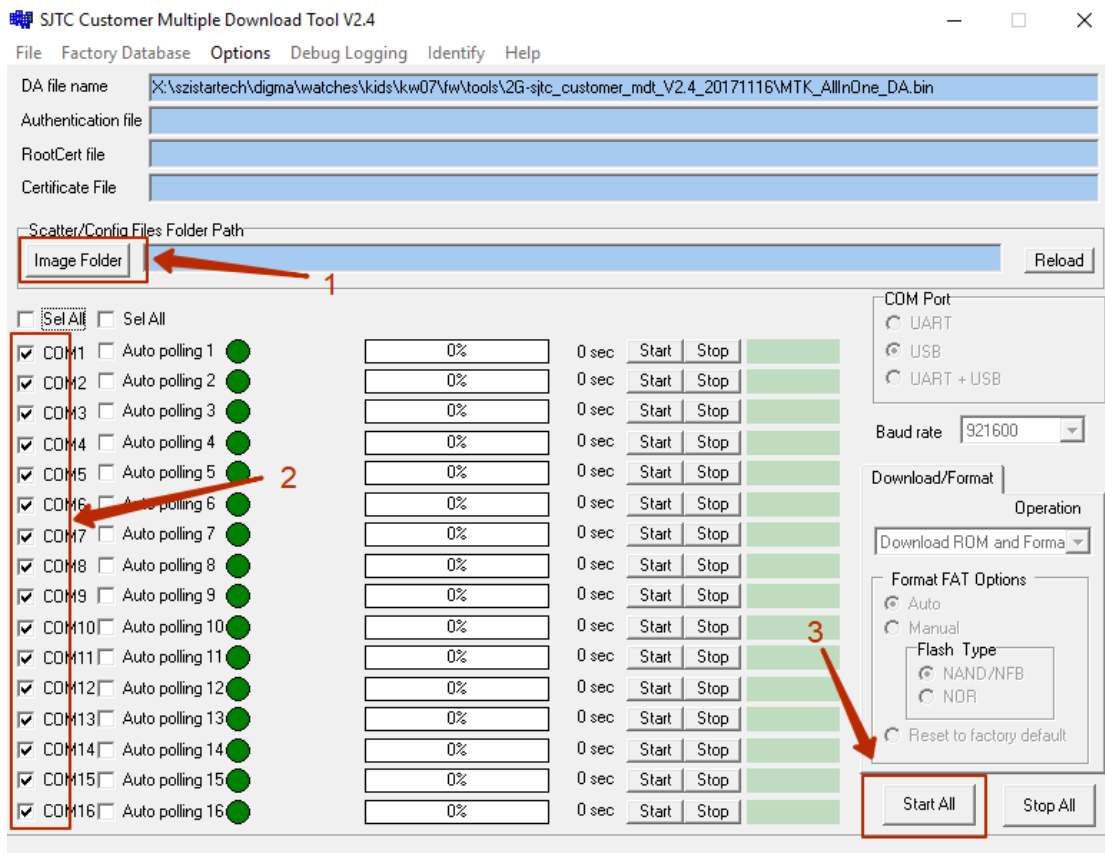 SJTC Customer Multiple Download Tool V2.4
File Factory Database Options Debug Logging Identify Help
DA file name X:\szistartech\digma\watches\kids\kw07\fw\tools\2G-sjtc_customer_mdt_V2.4_20171116\MTK_AllInOne_DA.bin
Authentication file
RootCert file
Certificate File
Scatter/Config Files Folder Path
Image Folder Reload
1
Sel All Sel All
COM1 Auto polling 1 0% 0 sec Start Stop
COM2 Auto polling 2 0% 0 sec Start Stop
COM3 Auto polling 3 0% 0 sec Start Stop
COM4 Auto polling 4 0% 0 sec Start Stop
COM5 Auto polling 5 0% 0 sec Start Stop
2
COM6 Auto polling 6 0% 0 sec Start Stop
COM7 Auto polling 7 0% 0 sec Start Stop
COM8 Auto polling 8 0% 0 sec Start Stop
COM9 Auto polling 9 0% 0 sec Start Stop
COM10 Auto polling 10 0% 0 sec Start Stop
COM11 Auto polling 11 0% 0 sec Start Stop
COM12 Auto polling 12 0% 0 sec Start Stop
COM13 Auto polling 13 0% 0 sec Start Stop
COM14 Auto polling 14 0% 0 sec Start Stop
COM15 Auto polling 15 0% 0 sec Start Stop
COM16 Auto polling 16 0% 0 sec Start Stop
COM Port
UART
USB
UART + USB
Baud rate 921600
Download/Format
Operation
Download ROM and Forma
Format FAT Options
Auto
Manual
Flash Type
NAND/NFB
NOR
Reset to factory default
3
Start All Stop All